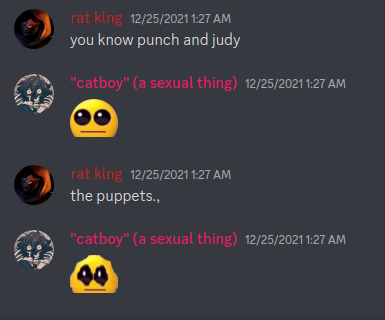 rat klng 12/25/2021 1:27 AM
you know punch and judy
"catboy" (a sexual thing) 12/25/2021 1:27 AM
rat klng 12/25/2021 1:27 AM
the puppets.,
"catboy" (a sexual thing) 12/25/2021 1:27 AM